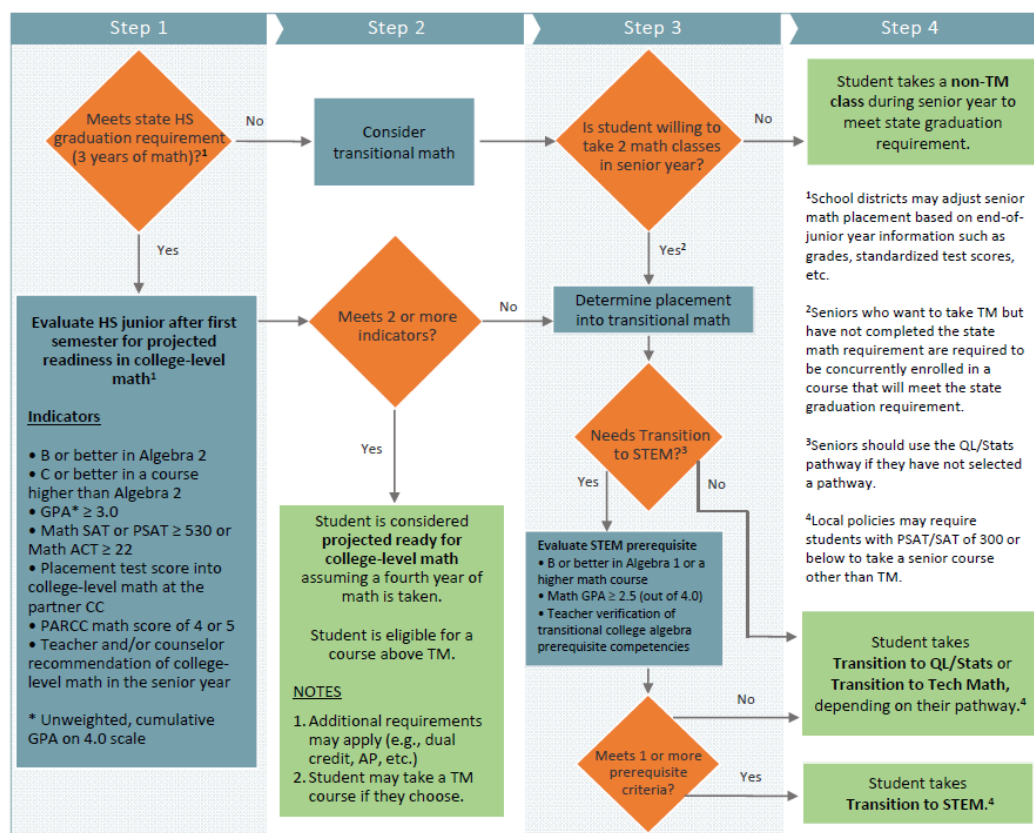 Step 1
Step 2
Step 3
Step 4
Meets state HS
graduation requirement
(3 years of math)?¹
No
Yes
Consider
transitional math
Is student willing to
take 2 math classes
in senior year?
No
Yes²
Student takes a non-TM
class during senior year to
meet state graduation
requirement.
Evaluate HS junior after first
semester for projected
readiness in college-level
math¹
Indicators
• B or better in Algebra 2
• C or better in a course
higher than Algebra 2
• GPA* ≥ 3.0
• Math SAT or PSAT ≥ 530 or
Math ACT ≥ 22
• Placement test score into
college-level math at the
partner CC
• PARCC math score of 4 or 5
• Teacher and/or counselor
recommendation of college-
level math in the senior year
* Unweighted, cumulative
GPA on 4.0 scale
Meets 2 or more
indicators?
No
Yes
Student is considered
projected ready for
college-level math
assuming a fourth year of
math is taken.
Student is eligible for a
course above TM.
NOTES
1. Additional requirements
may apply (e.g., dual
credit, AP, etc.)
2. Student may take a TM
course if they choose.
Determine placement
into transitional math
Needs Transition
to STEM?³
Yes
No
Evaluate STEM prerequisite
• B or better in Algebra 1 or a
higher math course
• Math GPA ≥ 2.5 (out of 4.0)
• Teacher verification of
transitional college algebra
prerequisite competencies
Meets 1 or more
prerequisite
criteria?
No
Yes
¹School districts may adjust senior
math placement based on end-of-
junior year information such as
grades, standardized test scores,
etc.
²Seniors who want to take TM but
have not completed the state
math requirement are required to
be concurrently enrolled in a
course that will meet the state
graduation requirement.
³Seniors should use the QL/Stats
pathway if they have not selected
a pathway.
⁴Local policies may require
students with PSAT/SAT of 300 or
below to take a senior course
other than TM.
Student takes
Transition to QL/Stats or
Transition to Tech Math,
depending on their pathway.⁴
Student takes
Transition to STEM.⁴